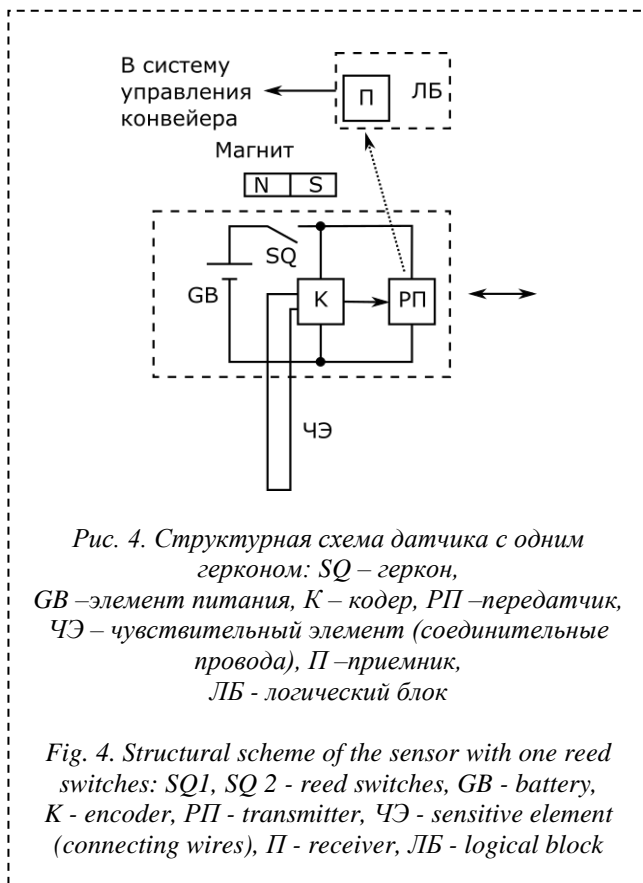 В систему
управления
конвейера
П
ЛБ
Магнит
N S
SQ
GB
К
РП
ЧЭ
Рис. 4. Структурная схема датчика с одним
герконом: SQ – геркон,
GB –элемент питания, К – кодер, РП –передатчик,
ЧЭ – чувствительный элемент (соединительные
провода), П –приемник,
ЛБ - логический блок
Fig. 4. Structural scheme of the sensor with one reed
switches: SQ1, SQ 2 - reed switches, GB - battery,
К - encoder, РП - transmitter, ЧЭ - sensitive element
(connecting wires), П - receiver, ЛБ - logical block